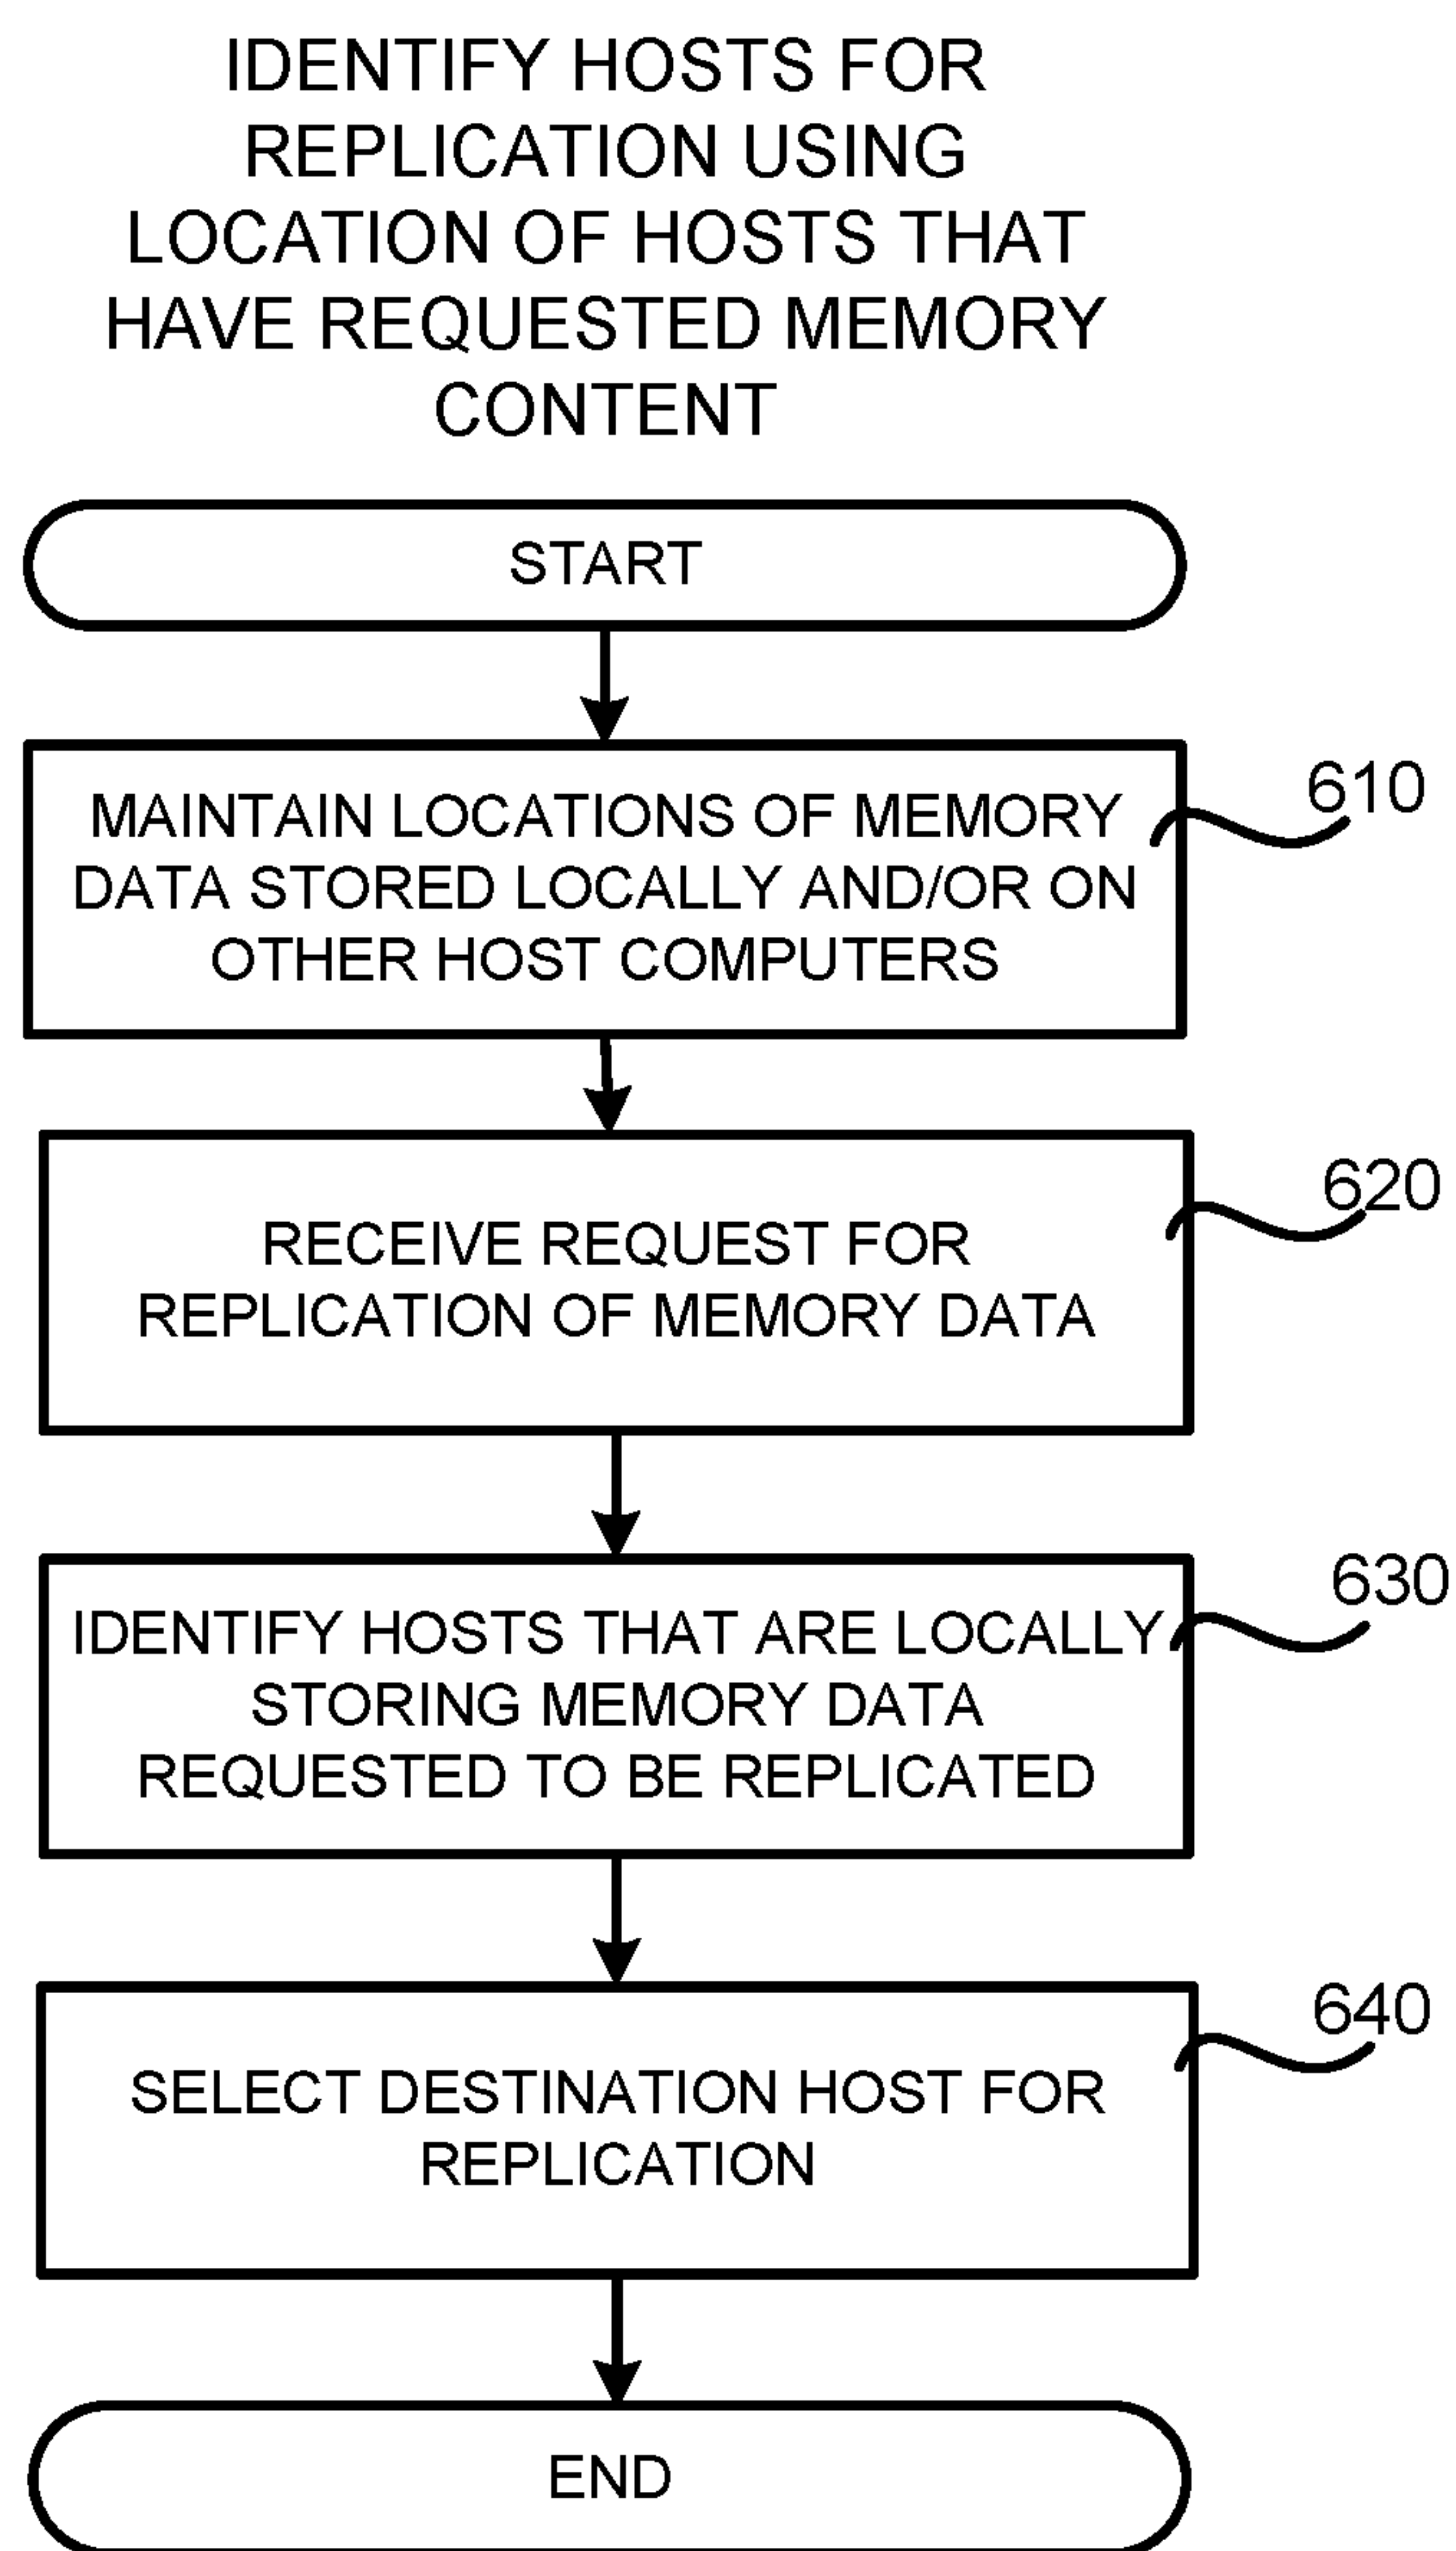 IDENTIFY HOSTS FOR
REPLICATION USING
LOCATION OF HOSTS THAT
HAVE REQUESTED MEMORY
CONTENT
START
MAINTAIN LOCATIONS OF MEMORY
DATA STORED LOCALLY AND/OR ON
OTHER HOST COMPUTERS
610
RECEIVE REQUEST FOR
REPLICATION OF MEMORY DATA
620
IDENTIFY HOSTS THAT ARE LOCALLY
STORING MEMORY DATA
REQUESTED TO BE REPLICATED
630
SELECT DESTINATION HOST FOR
REPLICATION
640
END